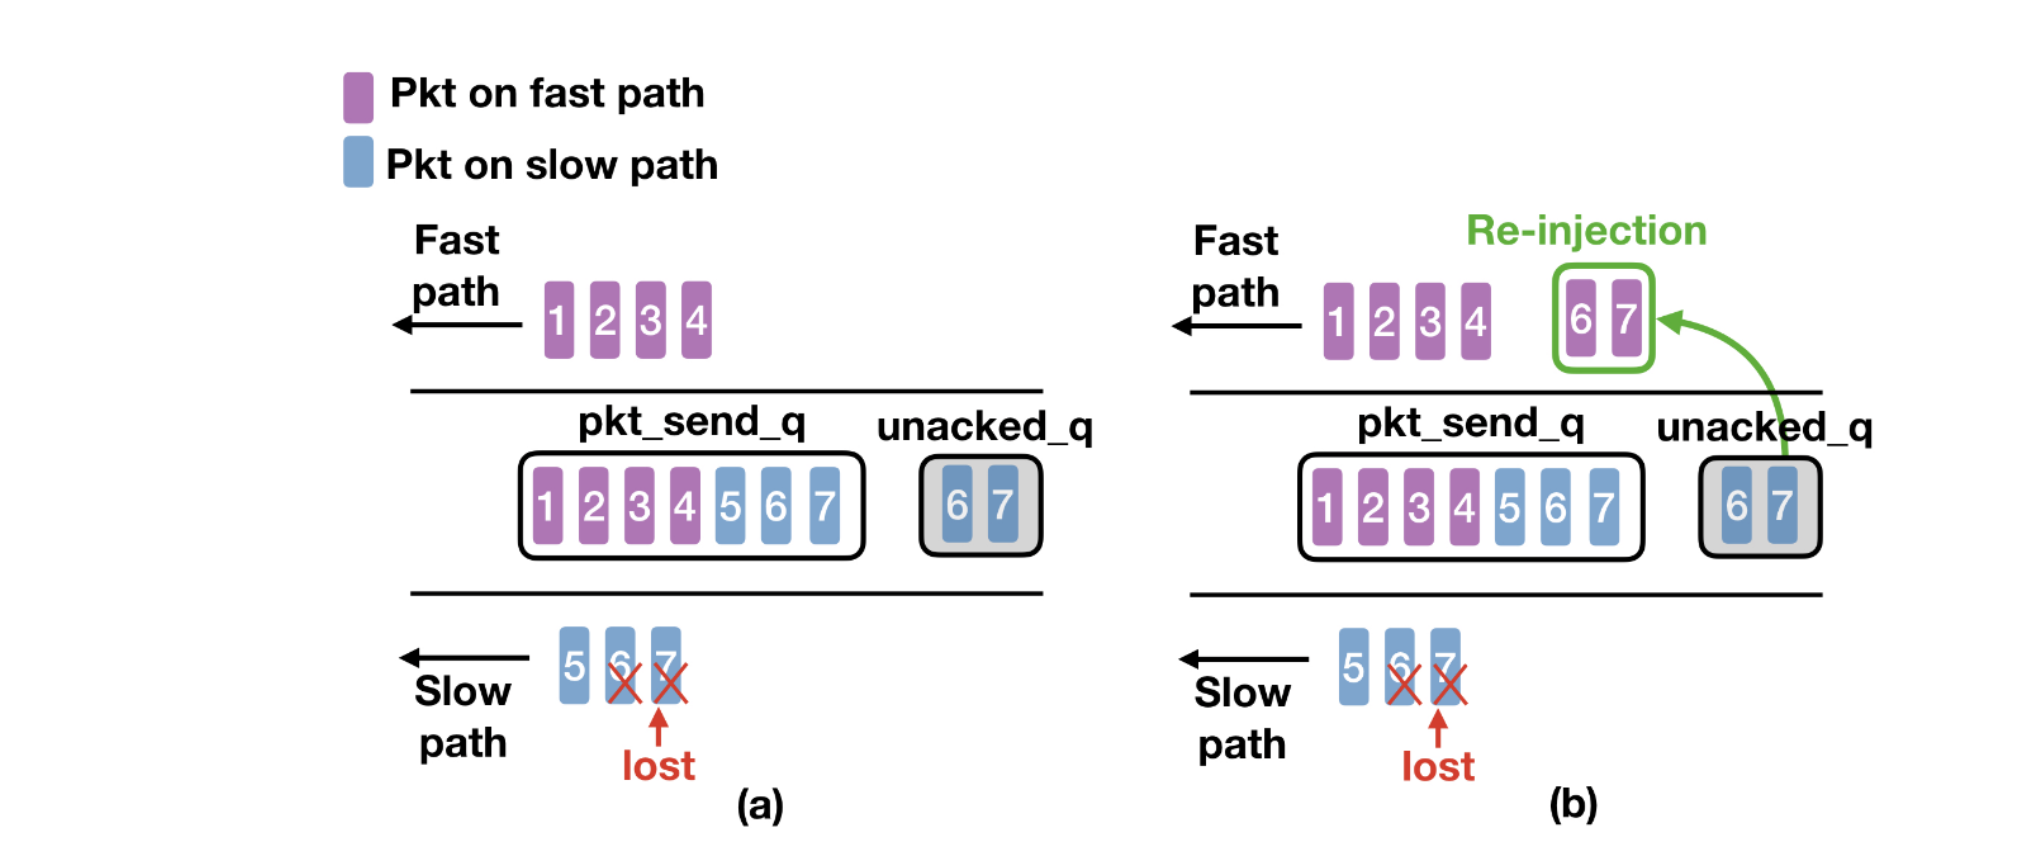 Pkt on fast path
Pkt on slow path
Fast
path
1 2 3 4
pkt_send_q
unacked_q
1 2 3 4 5 6 7
6 7
5 6 7
Slow
path
lost
(a)
Re-injection
Fast
path
1 2 3 4
6 7
pkt_send_q
unacked_q
1 2 3 4 5 6 7
6 7
5 6 7
Slow
path
lost
(b)